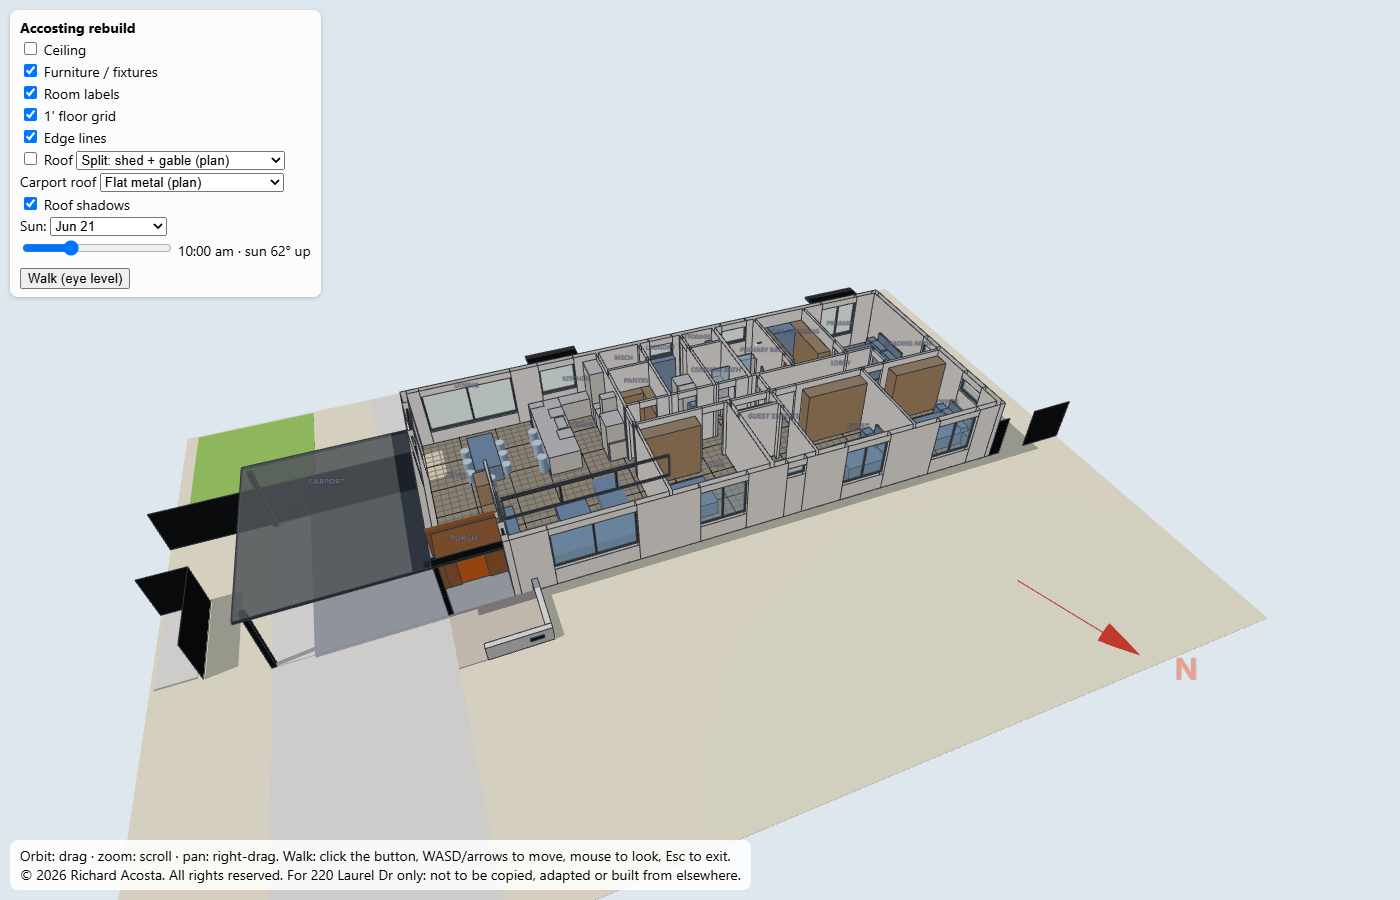 Accosting rebuild
Ceiling
Furniture / fixtures
Room labels
1' floor grid
Edge lines
Roof Split: shed + gable (plan)
Carport roof Flat metal (plan)
Roof shadows
Sun: Jun 21
10:00 am · sun 62° up
Walk (eye level)
MECH
PANTRY
LOBBY
CARPORT
PORCH
N
Orbit: drag · zoom: scroll · pan: right-drag. Walk: click the button, WASD/arrows to move, mouse to look, Esc to exit.
© 2026 Richard Acosta. All rights reserved. For 220 Laurel Dr only: not to be copied, adapted or built from elsewhere.